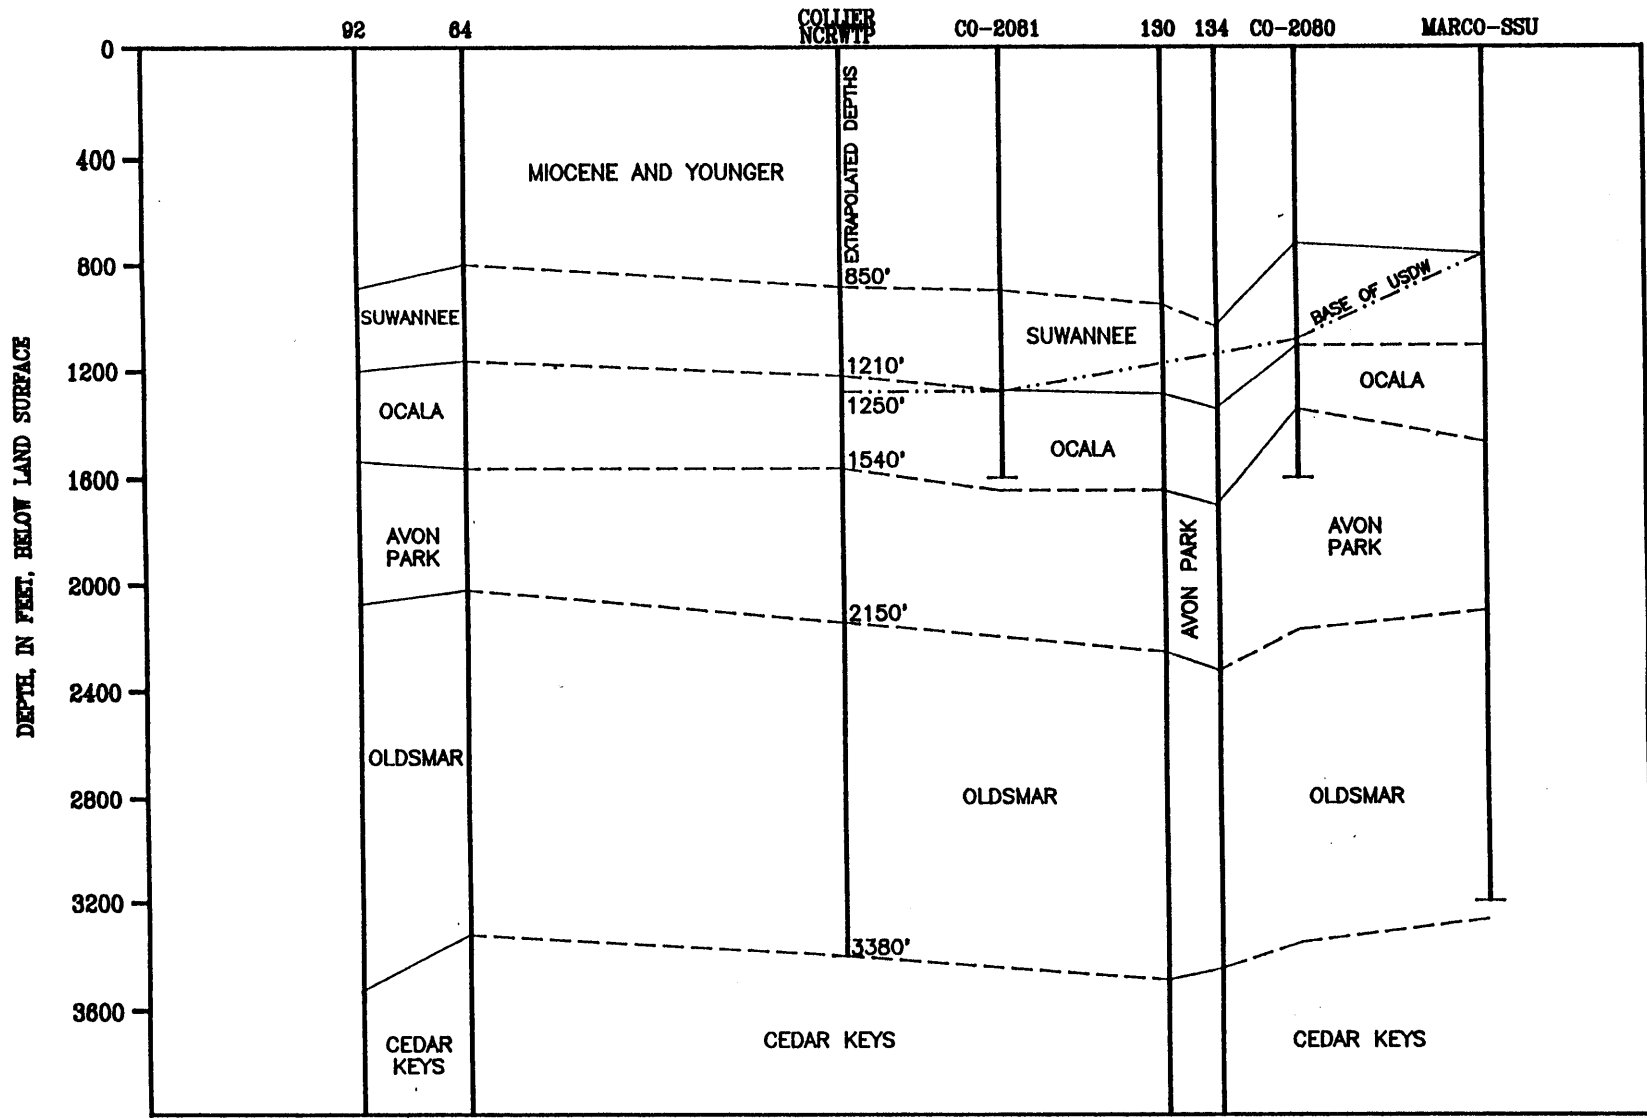 92 64 COLLIER CO-2081 130 134 CO-2080 MARCO-SSU
NCRWTP
0
400
800
1200
1600
2000
2400
2800
3200
3600
DEPTH, IN FEET, BELOW LAND SURFACE
MIOCENE AND YOUNGER
EXTRAPOLATED DEPTHS
850'
1210'
1250'
1540'
2150'
3380'
BASE OF USDW
SUWANNEE
SUWANNEE
OCALA
OCALA
OCALA
AVON
PARK
AVON PARK
AVON
PARK
OLDSMAR
OLDSMAR
OLDSMAR
CEDAR
KEYS
CEDAR KEYS
CEDAR KEYS